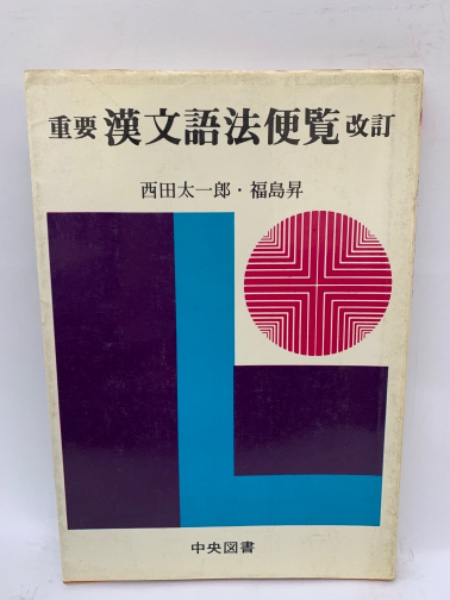 重要 漢文語法便覧 改訂
西田太一郎・福島昇
中央図書